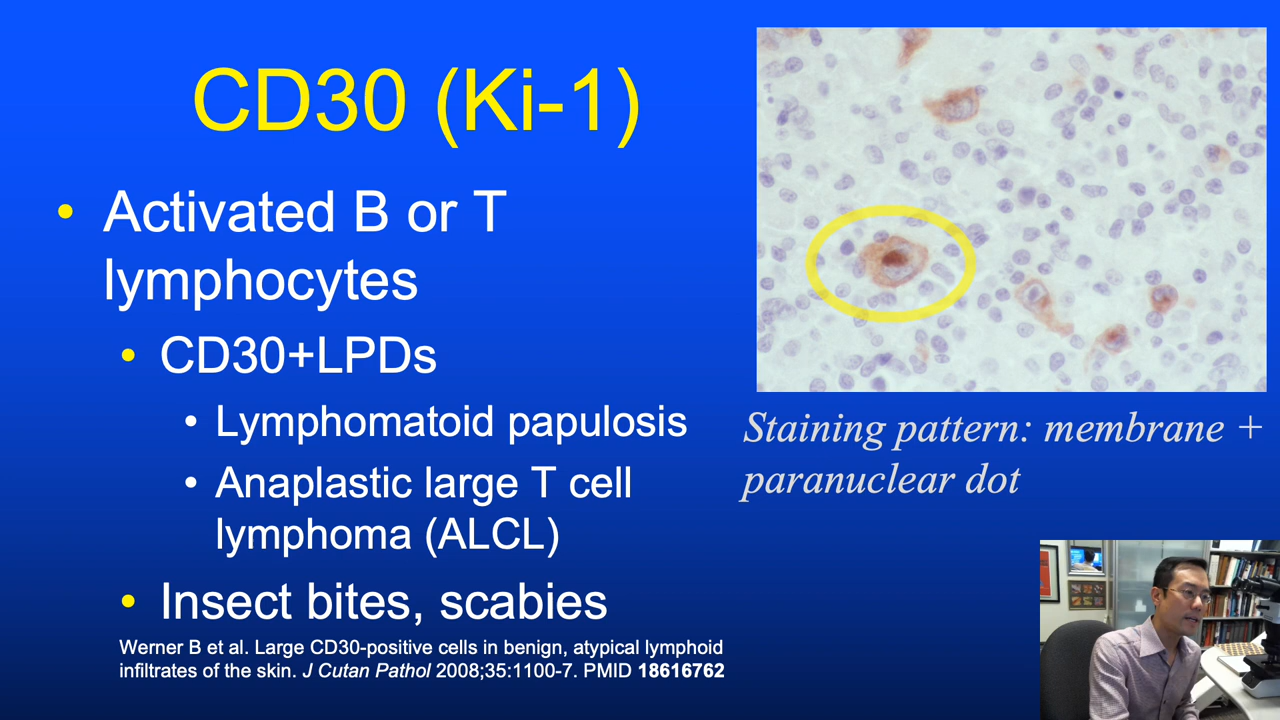 CD30 (Ki-1)
• Activated B or T
lymphocytes
• CD30+LPDs
• Lymphomatoid papulosis
• Anaplastic large T cell
lymphoma (ALCL)
• Insect bites, scabies
Werner B et al. Large CD30-positive cells in benign, atypical lymphoid
infiltrates of the skin. J Cutan Pathol 2008;35:1100-7. PMID 18616762
Staining pattern: membrane +
paranuclear dot